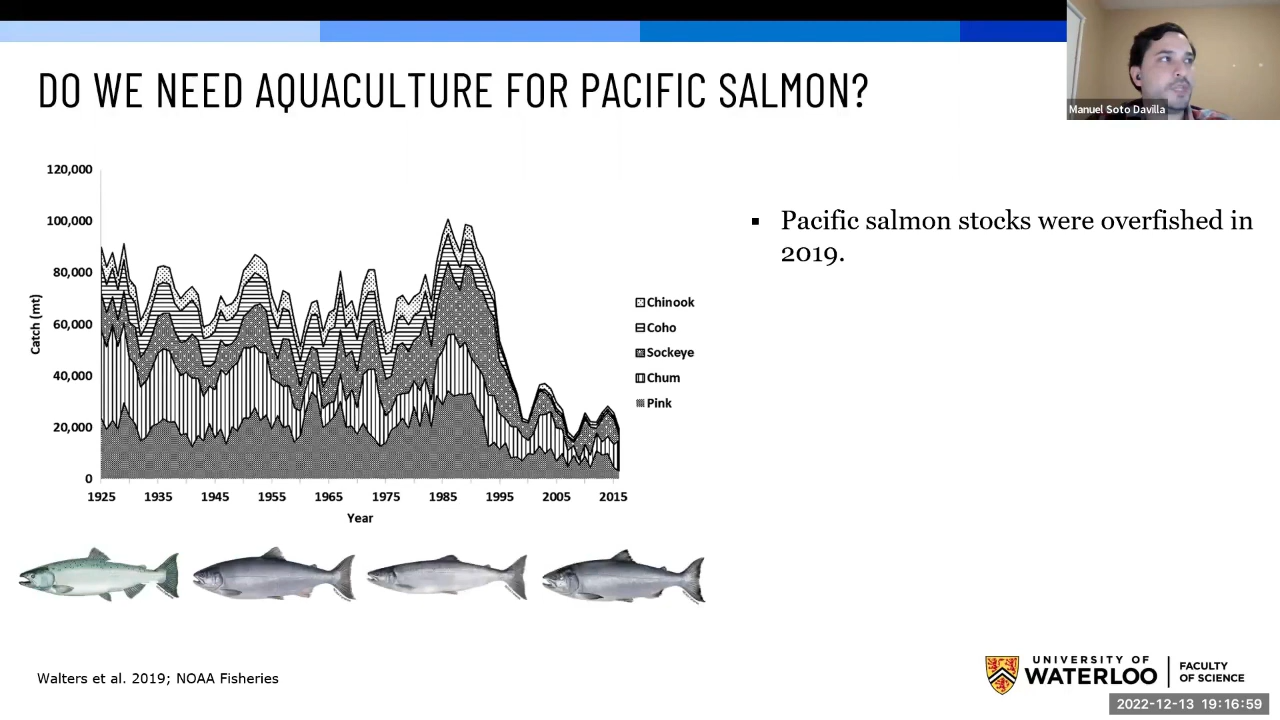 DO WE NEED AQUACULTURE FOR PACIFIC SALMON?
Manuel Soto Davilla
120,000
100,000
80,000
60,000
40,000
20,000
0
Catch (mt)
1925 1935 1945 1955 1965 1975 1985 1995 2005 2015
Year
Chinook
Coho
Sockeye
Chum
Pink
▪ Pacific salmon stocks were overfished in
2019.
Walters et al. 2019; NOAA Fisheries
UNIVERSITY OF
WATERLOO
FACULTY
OF SCIENCE
2022-12-13 19:16:59